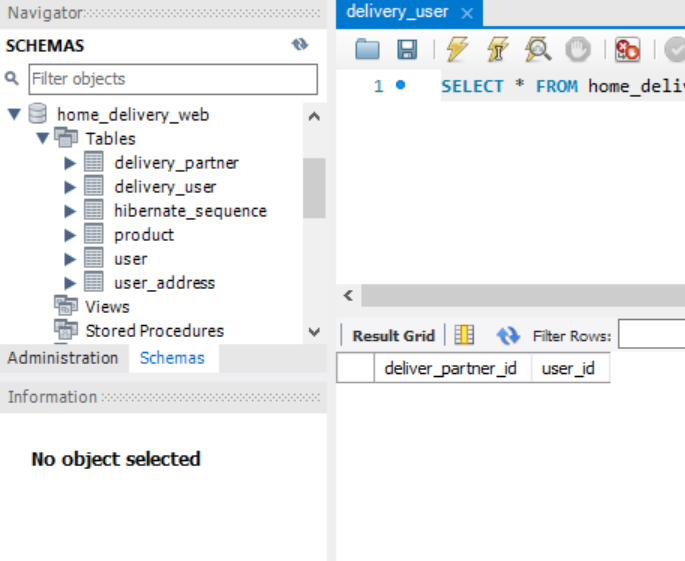 Navigator
SCHEMAS
Filter objects
home_delivery_web
Tables
delivery_partner
delivery_user
hibernate_sequence
product
user
user_address
Views
Stored Procedures
Administration Schemas
Information
No object selected
delivery_user
1 SELECT * FROM home_deli
Result Grid Filter Rows:
deliver_partner_id user_id